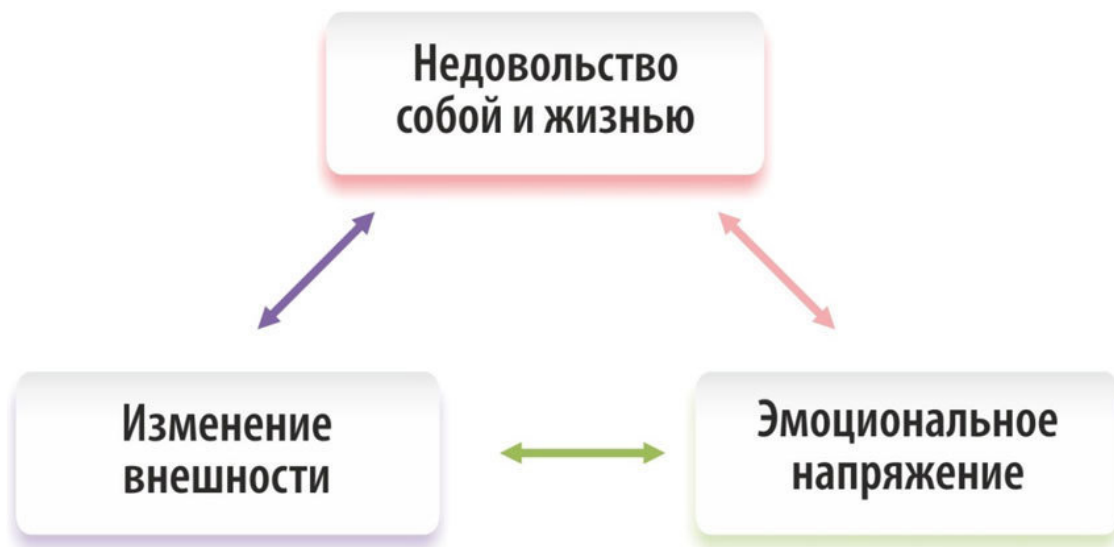 Недовольство
собой и жизнью
Изменение
внешности
Эмоциональное
напряжение